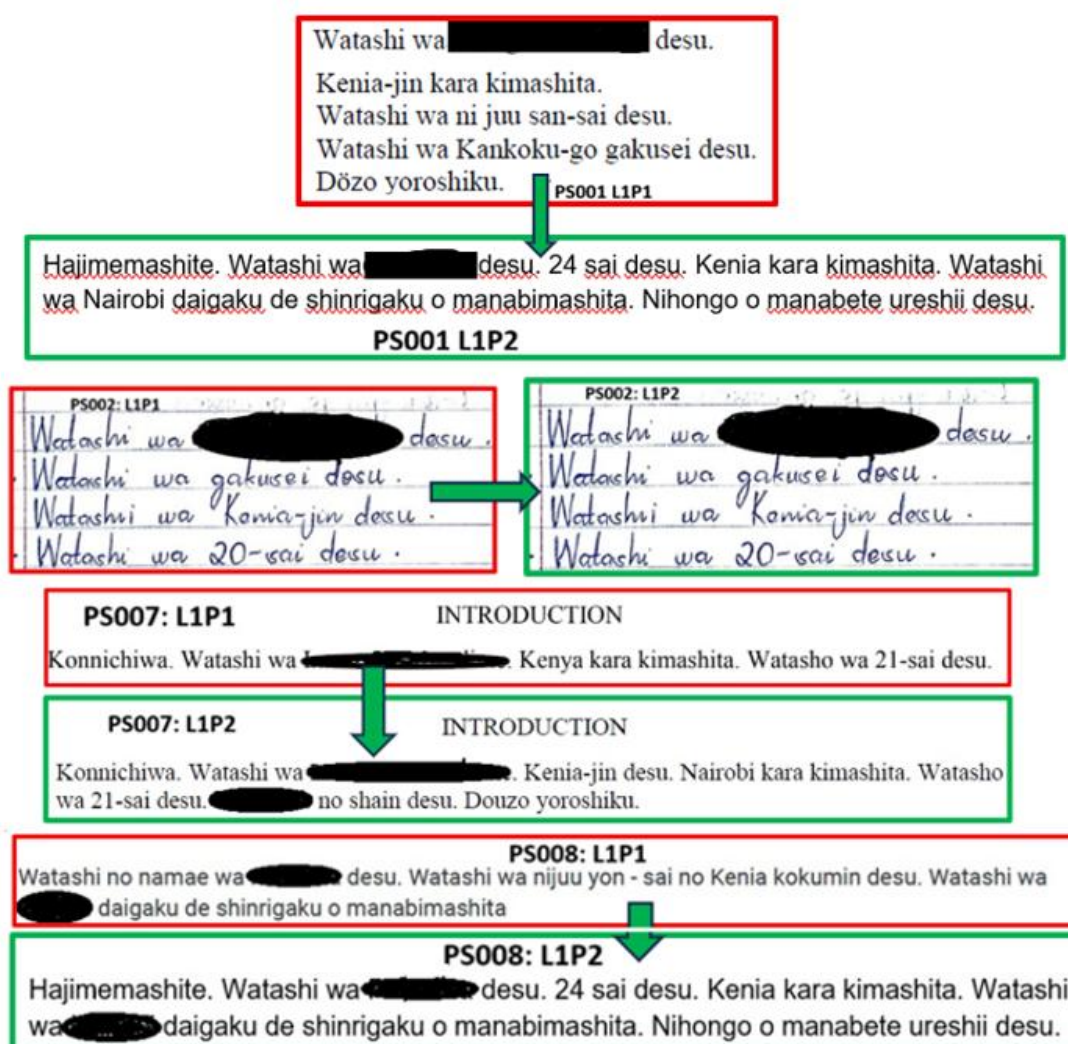 Watashi wa desu.
Kenia-jin kara kimashita.
Watashi wa ni juu san-sai desu.
Watashi wa Kankoku-go gakusei desu.
Dözo yoroshiku.
PS001 L1P1
Hajimemashite. Watashi wa desu. 24 sai desu. Kenia kara kimashita. Watashi
wa Nairobi daigaku de shinrigaku o manabimashita. Nihongo o manabete ureshii desu.
PS001 L1P2
PS002: L1P1
Watashi wa desu.
Watashi wa gakusei desu.
Watashi wa Kenia-jin desu.
Watashi wa 20-sai desu.
PS002: L1P2
Watashi wa desu.
Watashi wa gakusei desu.
Watashi wa Kenia-jin desu.
Watashi wa 20-sai desu.
PS007: L1P1 INTRODUCTION
Konnichiwa. Watashi wa . Kenya kara kimashita. Watasho wa 21-sai desu.
PS007: L1P2 INTRODUCTION
Konnichiwa. Watashi wa . Kenia-jin desu. Nairobi kara kimashita. Watasho
wa 21-sai desu. no shain desu. Douzo yoroshiku.
PS008: L1P1
Watashi no namae wa desu. Watashi wa nijuu yon - sai no Kenia kokumin desu. Watashi wa
daigaku de shinrigaku o manabimashita
PS008: L1P2
Hajimemashite. Watashi wa desu. 24 sai desu. Kenia kara kimashita. Watashi
wa daigaku de shinrigaku o manabimashita. Nihongo o manabete ureshii desu.